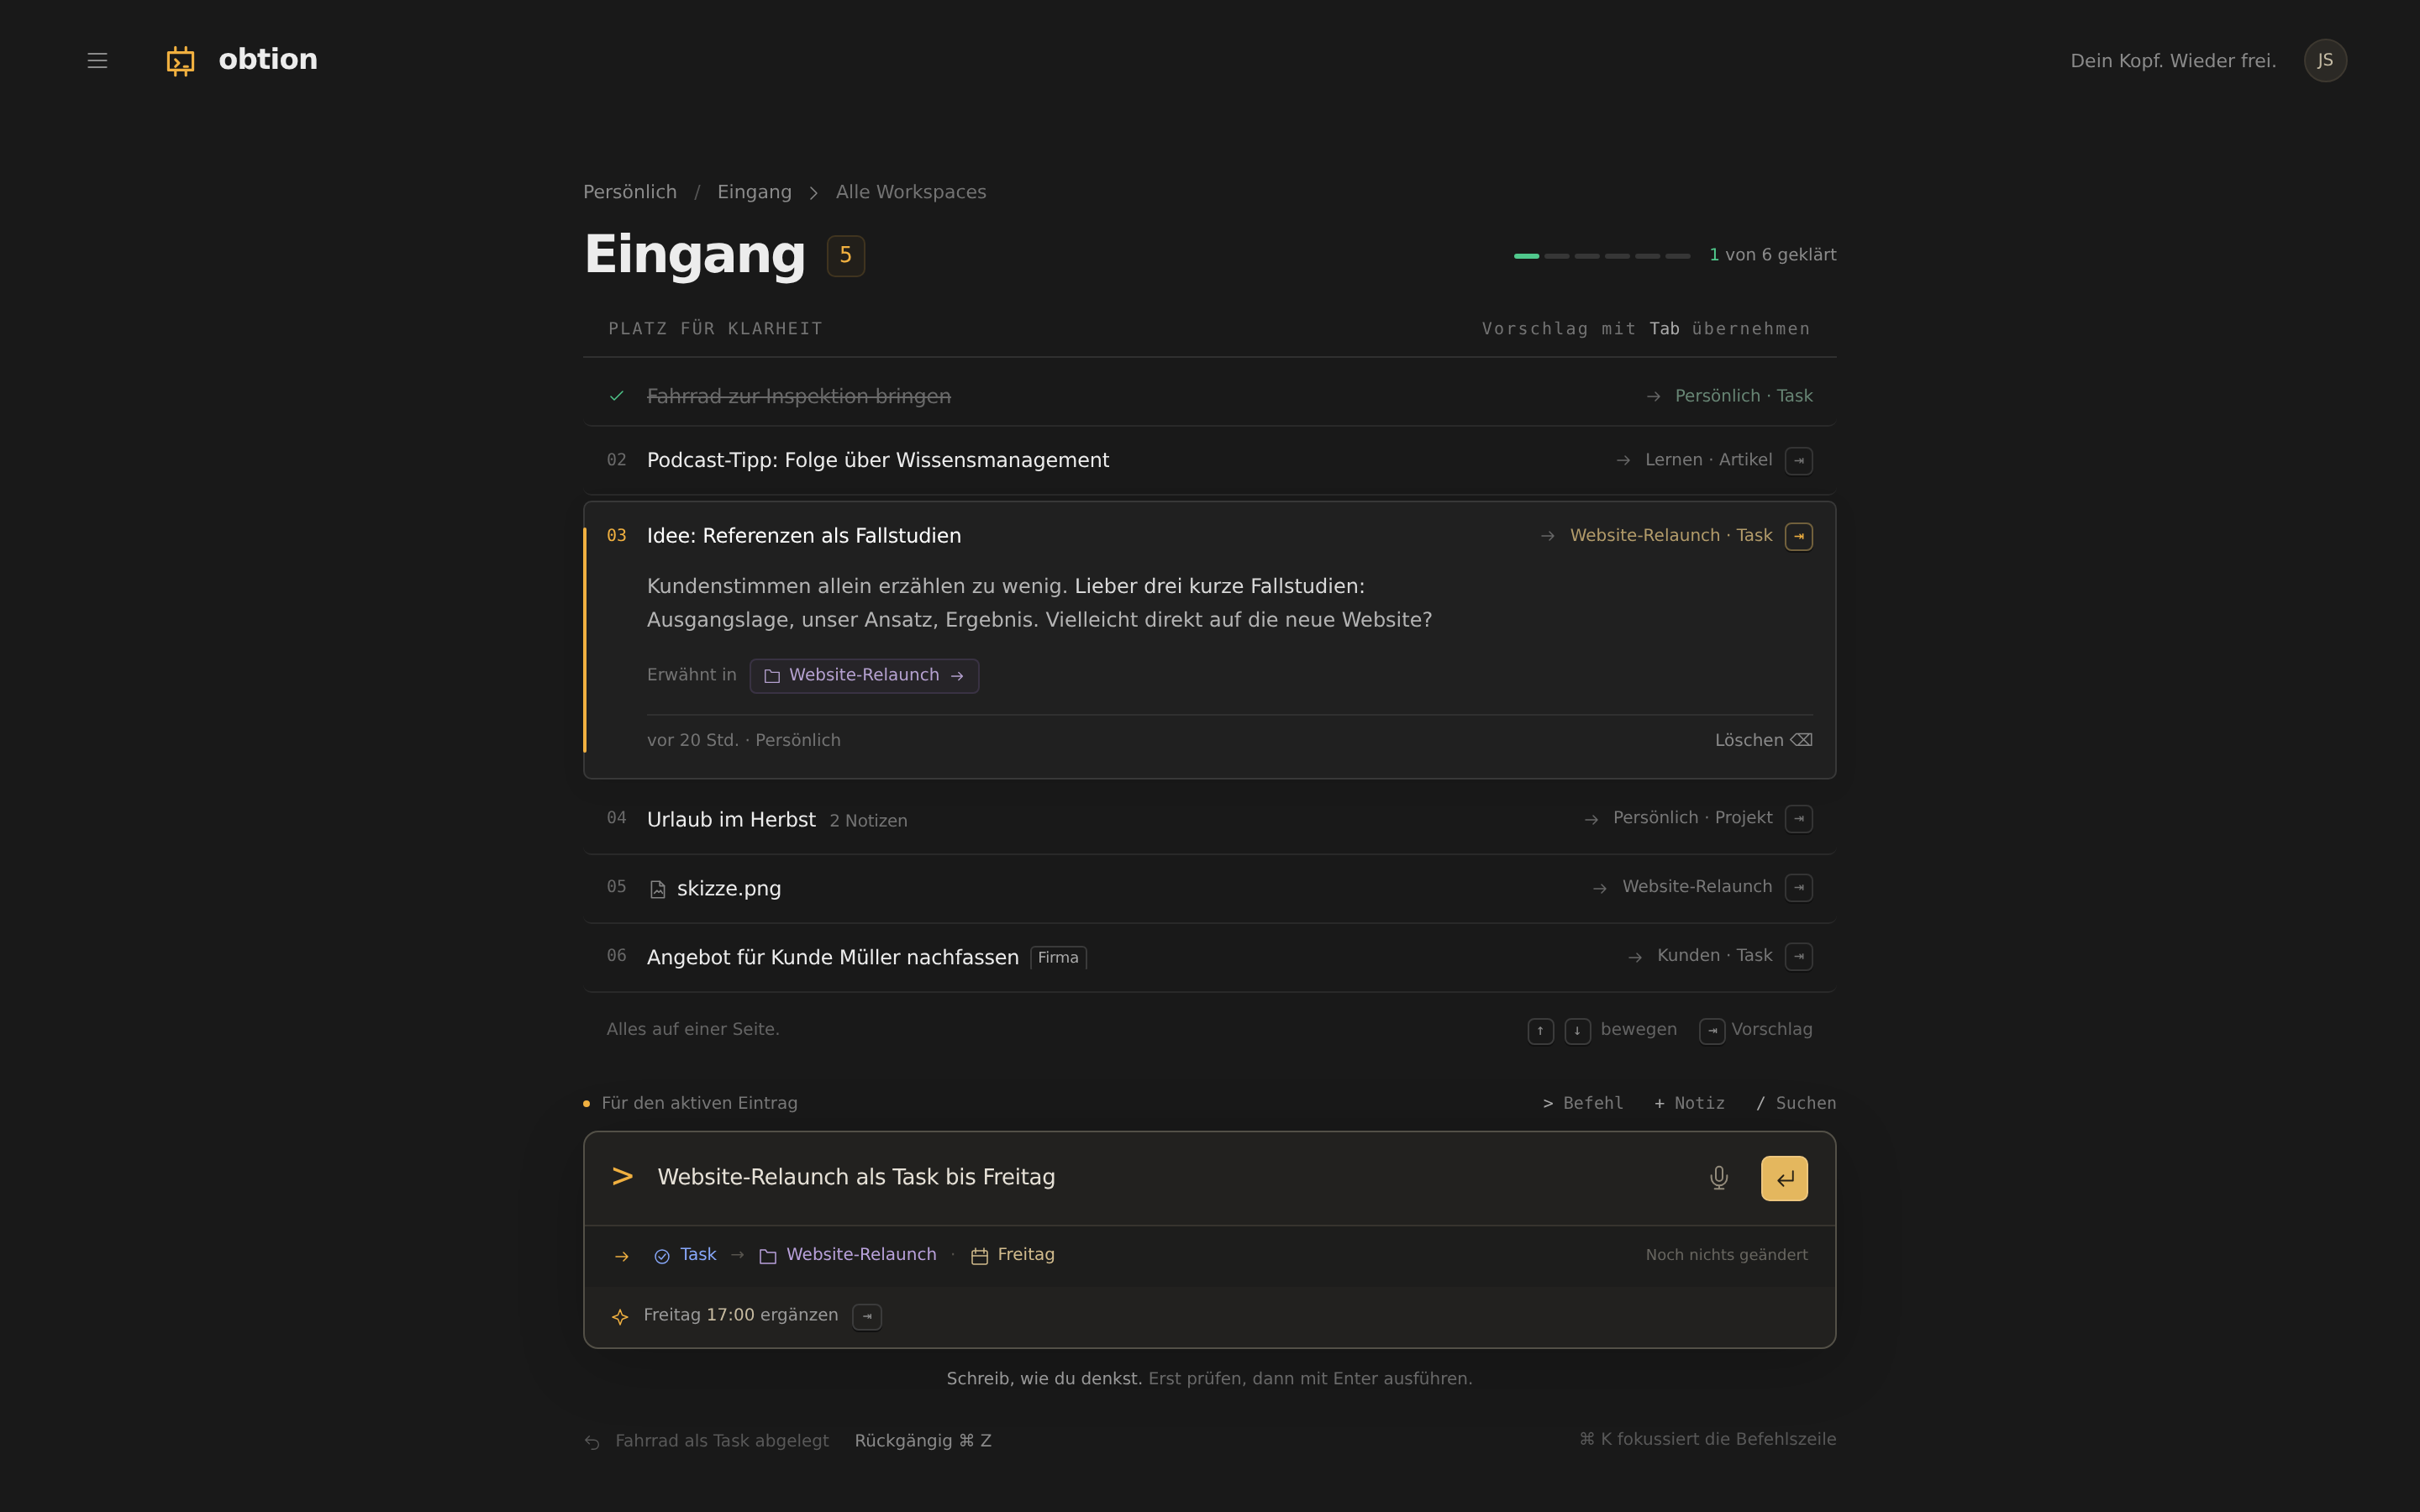 obtion
Dein Kopf. Wieder frei.
JS
Persönlich / Eingang > Alle Workspaces
Eingang 5
1 von 6 geklärt
PLATZ FÜR KLARHEIT
Vorschlag mit Tab übernehmen
Fahrrad zur Inspektion bringen
→ Persönlich · Task
02 Podcast-Tipp: Folge über Wissensmanagement
→ Lernen · Artikel ⇥
03 Idee: Referenzen als Fallstudien
→ Website-Relaunch · Task ⇥
Kundenstimmen allein erzählen zu wenig. Lieber drei kurze Fallstudien:
Ausgangslage, unser Ansatz, Ergebnis. Vielleicht direkt auf die neue Website?
Erwähnt in Website-Relaunch →
vor 20 Std. · Persönlich
Löschen ⌫
04 Urlaub im Herbst 2 Notizen
→ Persönlich · Projekt ⇥
05 skizze.png
→ Website-Relaunch ⇥
06 Angebot für Kunde Müller nachfassen Firma
→ Kunden · Task ⇥
Alles auf einer Seite.
↑ ↓ bewegen ⇥ Vorschlag
Für den aktiven Eintrag
> Befehl + Notiz / Suchen
> Website-Relaunch als Task bis Freitag
→ Task → Website-Relaunch · Freitag
Noch nichts geändert
Freitag 17:00 ergänzen ⇥
Schreib, wie du denkst. Erst prüfen, dann mit Enter ausführen.
Fahrrad als Task abgelegt Rückgängig ⌘ Z
⌘ K fokussiert die Befehlszeile